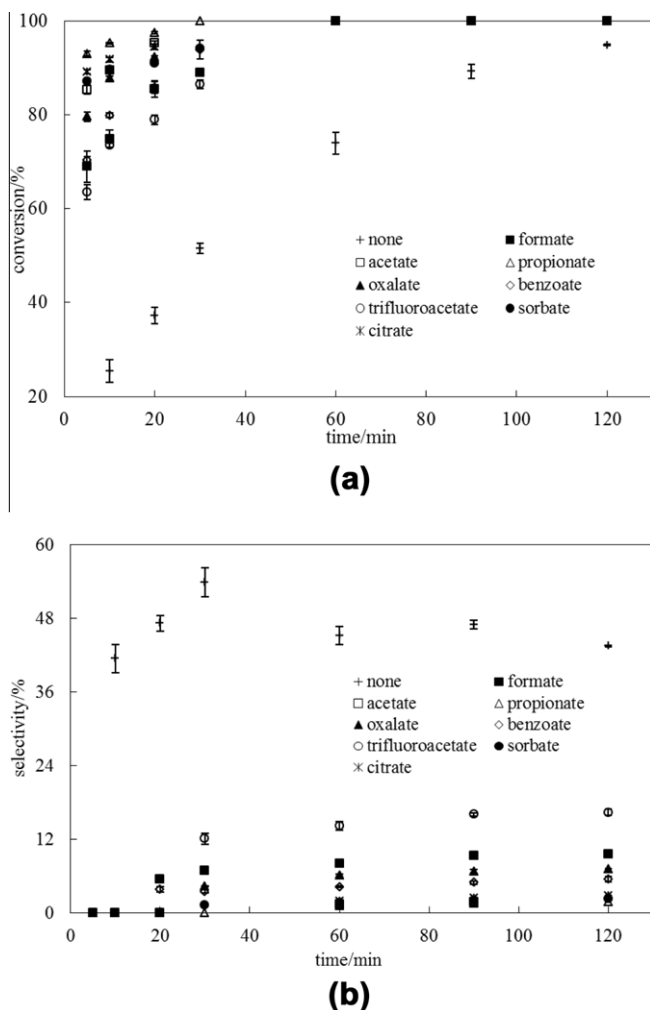 100
80
60
40
20
conversion/%
none
formate
acetate
propionate
oxalate
benzoate
trifluoroacetate
sorbate
citrate
0 20 40 60 80 100 120
time/min
(a)
60
48
36
24
12
0
selectivity/%
none
formate
acetate
propionate
oxalate
benzoate
trifluoroacetate
sorbate
citrate
0 20 40 60 80 100 120
time/min
(b)